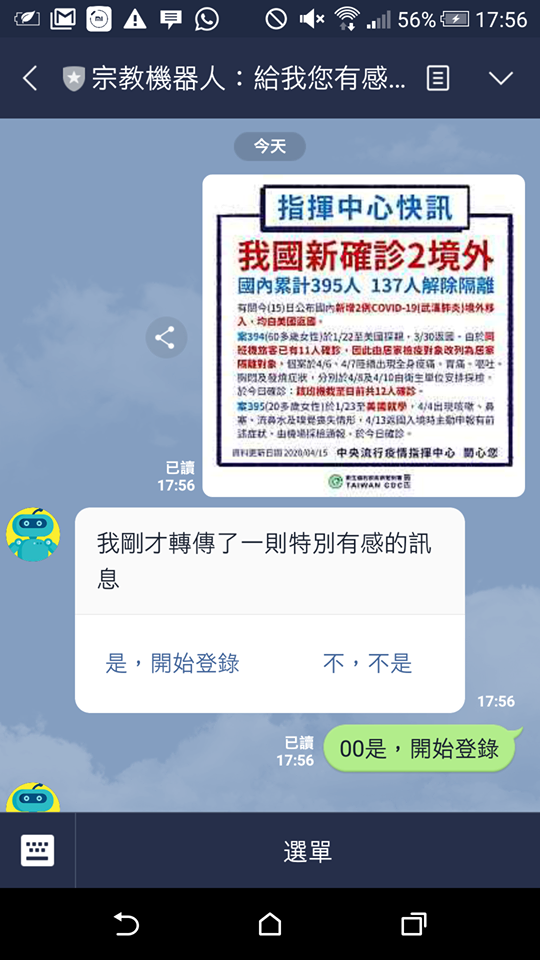 56% 17:56
宗教機器人：給我您有感...
今天
指揮中心快訊
我國新確診2境外
國內累計395人 137人解除隔離
有關今(15)日公布國內新增2例COVID-19(武漢肺炎)境外移
入，均自美國返國。
案394(60多歲女性)於1/22至美國探親，3/30返國。由於同
班機旅客已有11人確診，因此由居家檢疫對象改列為居家
隔離對象，個案於4/6、4/7陸續出現全身痠痛、胃痛、嘔吐、
胸悶及發燒症狀，分別於4/8及4/10由衛生單位安排採檢，
於今日確診；該班機截至目前共12人確診。
案395(20多歲女性)於1/23至美國就學，4/4出現咳嗽、鼻
塞、流鼻水及嗅覺喪失情形，4/13返國入境時主動申報有前
述症狀，由機場採檢通報，於今日確診。
資料更新日期 2020/04/15 中央流行疫情指揮中心 關心您
TAIWAN CDC
已讀
17:56
我剛才轉傳了一則特別有感的訊
息
是，開始登錄 不，不是
17:56
已讀
17:56
00是，開始登錄
選單